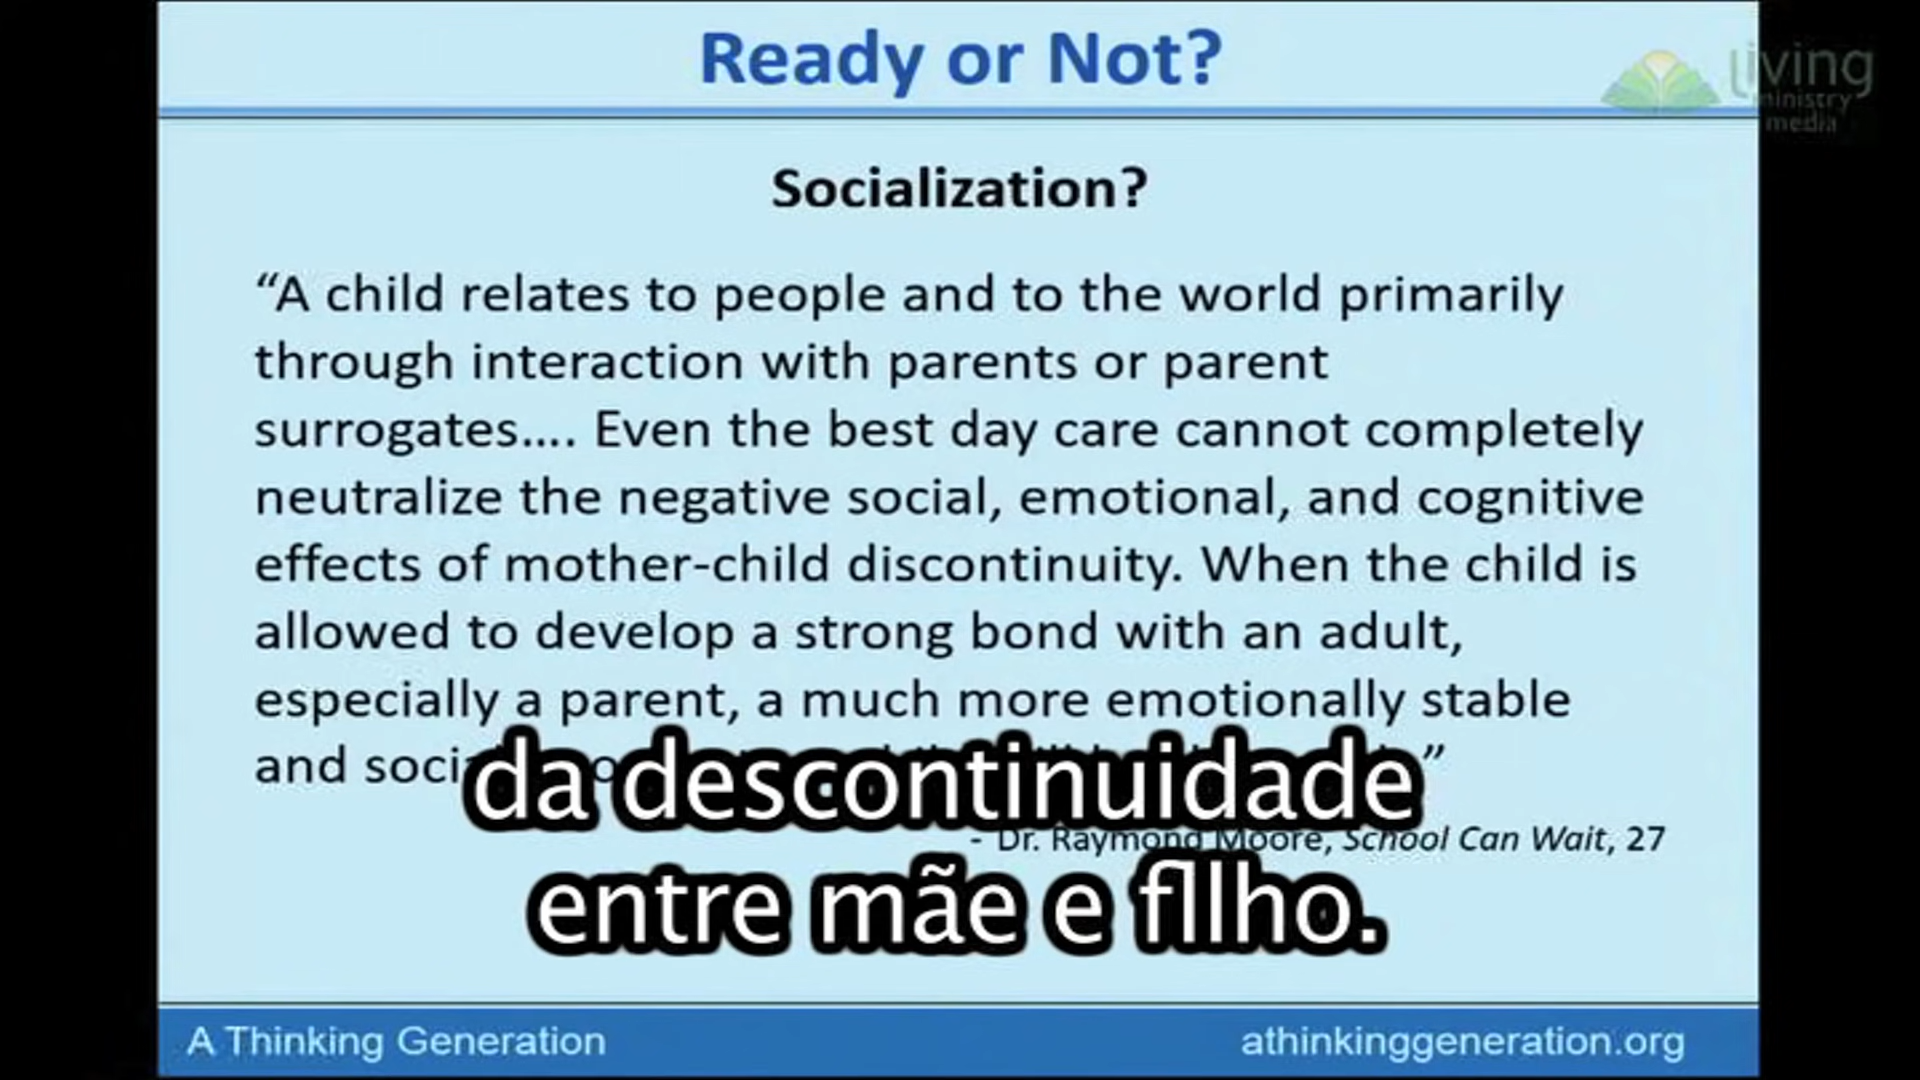 Ready or Not?
living
ministry
media
Socialization?
“A child relates to people and to the world primarily
through interaction with parents or parent
surrogates…. Even the best day care cannot completely
neutralize the negative social, emotional, and cognitive
effects of mother-child discontinuity. When the child is
allowed to develop a strong bond with an adult,
especially a parent, a much more emotionally stable
and ”
da descontinuidade
- Dr. Raymond Moore, School Can Wait, 27
entre mãe e filho.
A Thinking Generation
athinkinggeneration.org